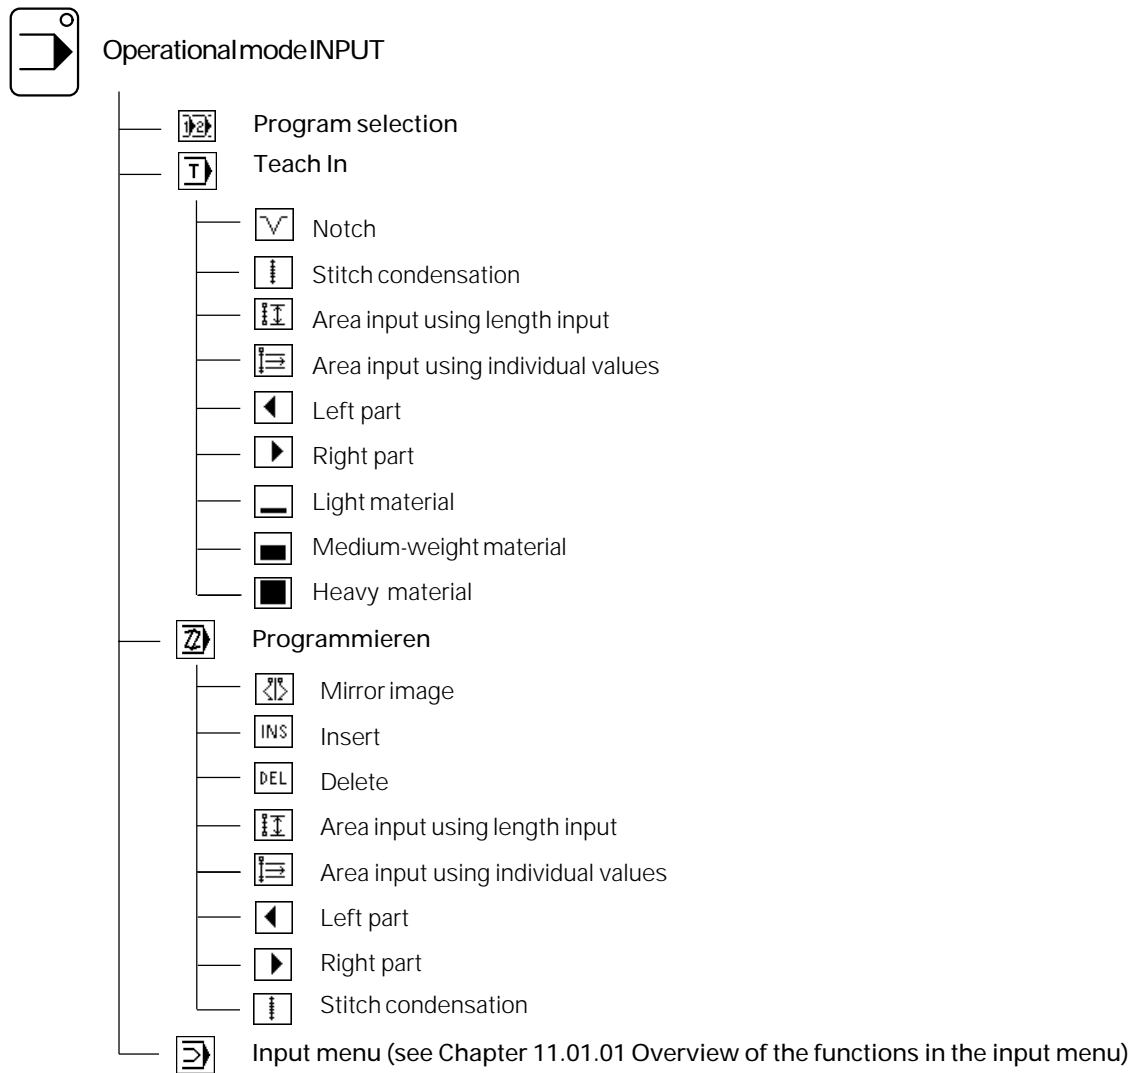 Operational mode INPUT
1 2 Program selection
T Teach In
Notch
Stitch condensation
Area input using length input
Area input using individual values
Left part
Right part
Light material
Medium-weight material
Heavy material
Programmieren
Mirror image
INS Insert
DEL Delete
Area input using length input
Area input using individual values
Left part
Right part
Stitch condensation
Input menu (see Chapter 11.01.01 Overview of the functions in the input menu)